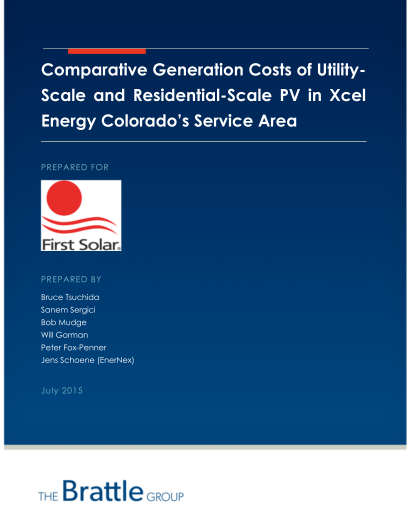 Comparative Generation Costs of Utility-
Scale and Residential-Scale PV in Xcel
Energy Colorado's Service Area
PREPARED FOR
First Solar.
PREPARED BY
Bruce Tsuchida
Sanem Sergici
Bob Mudge
Will Gorman
Peter Fox-Penner
Jens Schoene (EnerNex)
July 2015
THE Brattle GROUP